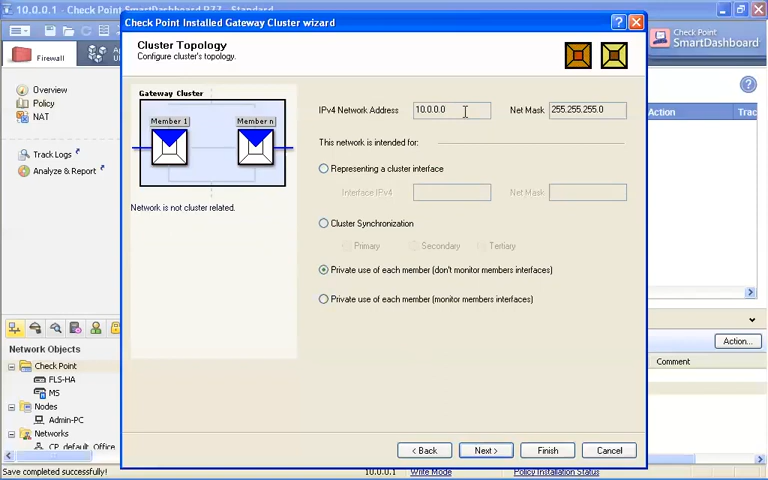 10.0.0.1 - Check Point SmartDashboard R77 - Standard
Check Point Installed Gateway Cluster wizard
Check Point
SmartDashboard
Firewall
Cluster Topology
Configure cluster's topology.
Overview
Policy
NAT
Track Logs
Analyze & Report
Gateway Cluster
Member 1
Member n
Network is not cluster related.
IPv4 Network Address 10.0.0.0 Net Mask 255.255.255.0
This network is intended for:
Representing a cluster interface
Interface IPv4 Net Mask
Cluster Synchronization
Primary Secondary Tertiary
Private use of each member (don't monitor members interfaces)
Private use of each member (monitor members interfaces)
Action
Action...
Comment
Network Objects
Check Point
FLS-HA
MS
Nodes
Admin-PC
Networks
CP_default_Office
< Back Next > Finish Cancel
Save completed successfully!
10.0.0.1
Write Mode
Policy Installation Status